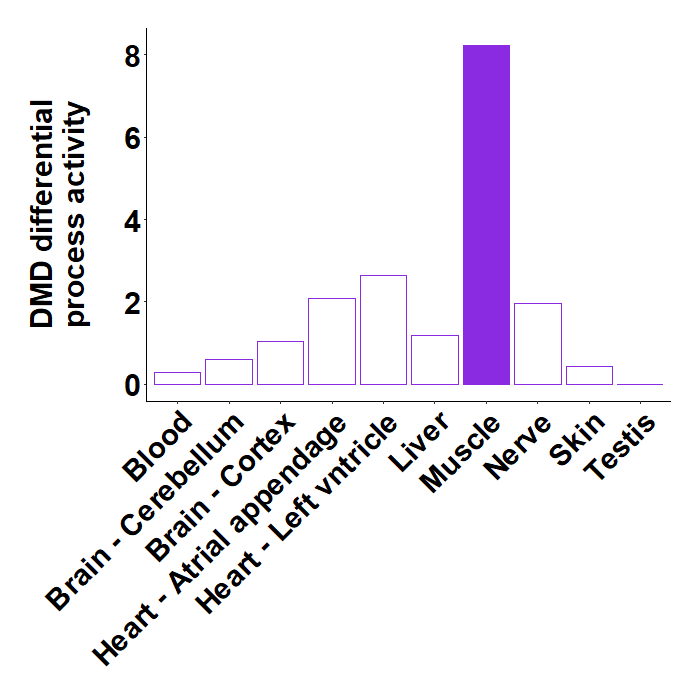 DMD differential
process activity
8
6
4
2
0
Blood
Brain - Cerebellum
Brain - Cortex
Heart - Atrial appendage
Heart - Left vntricle
Liver
Muscle
Nerve
Skin
Testis